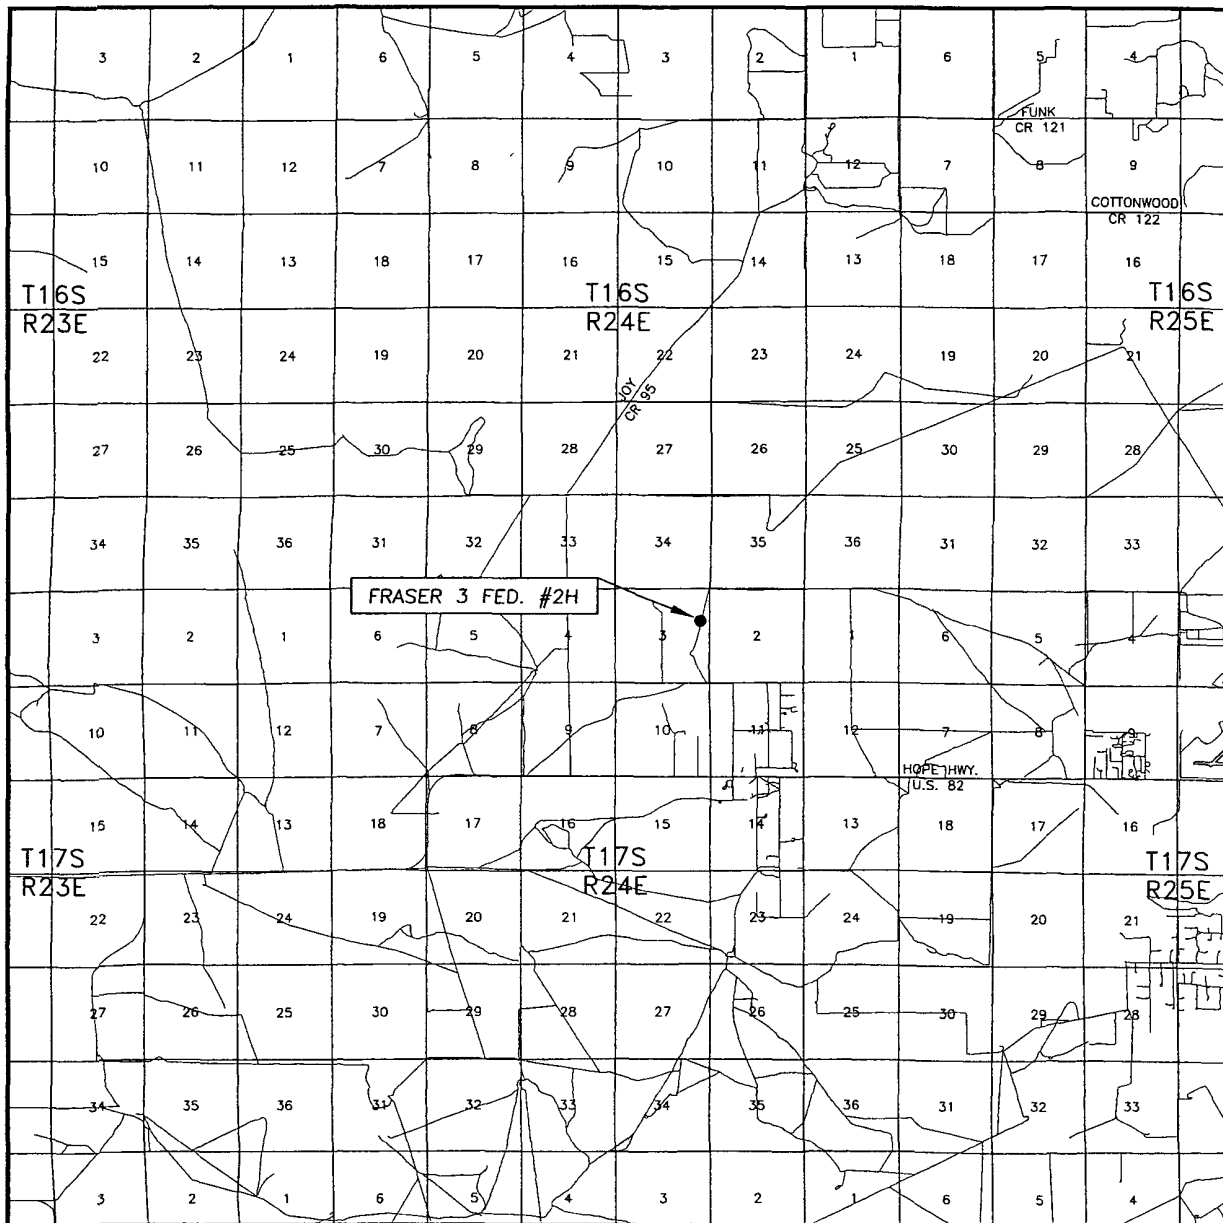 3 2 1 6 5 4 3 2 1 6 5 4
FUNK
CR 121
10 11 12 7 8 9 10 11 12 7 8 9
COTTONWOOD
CR 122
15 14 13 18 17 16 15 14 13 18 17 16
T16S T16S T16S
R23E R24E R25E
22 23 24 19 20 21 22 23 24 19 20 21
JOY
CR 95
27 26 25 30 29 28 27 26 25 30 29 28
34 35 36 31 32 33 34 35 36 31 32 33
FRASER 3 FED. #2H
3 2 1 6 5 4 3 2 1 6 5 4
10 11 12 7 8 9 10 11 12 7 8 9
HOPE HWY.
U.S. 82
15 14 13 18 17 16 15 14 13 18 17 16
T17S T17S T17S
R23E R24E R25E
22 23 24 19 20 21 22 23 24 19 20 21
27 26 25 30 29 28 27 26 25 30 29 28
34 35 36 31 32 33 34 35 36 31 32 33
3 2 1 6 5 4 3 2 1 6 5 4